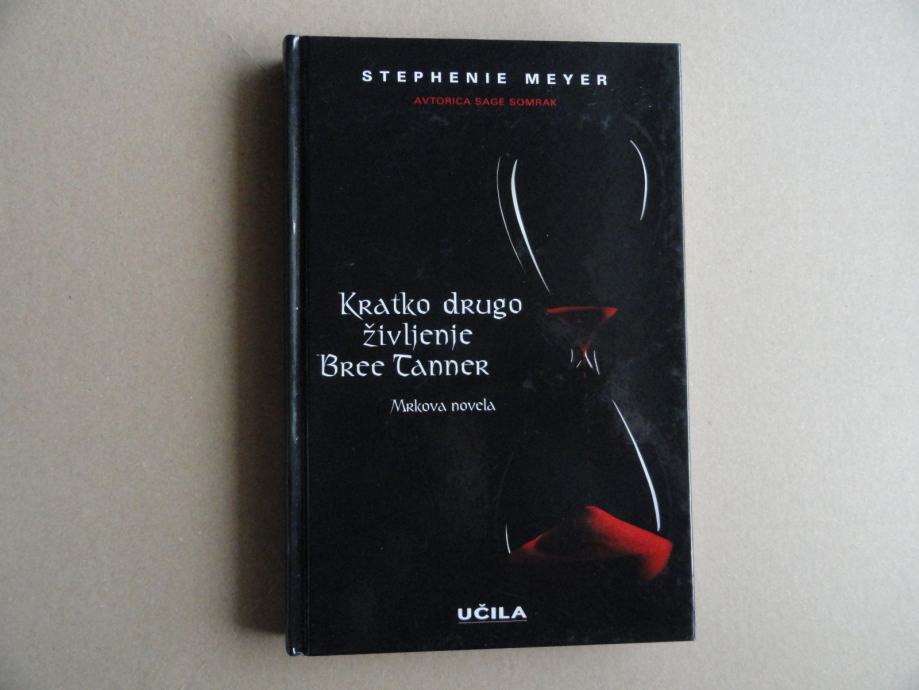 STEPHENIE MEYER
AVTORICA SAGE SOMRAK
Kratko drugo
življenje
Bree Tanner
Mrkova novela
UČILA